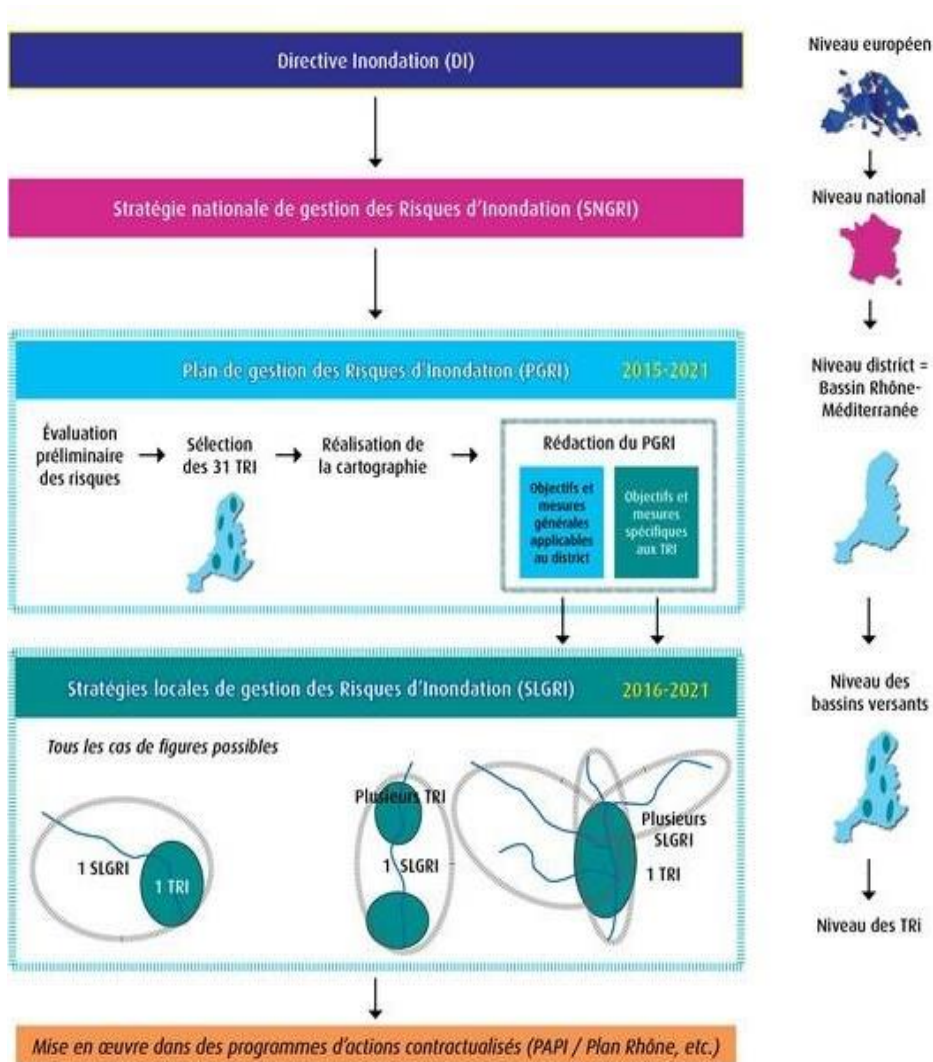 Directive Inondation (DI)
Niveau européen
Stratégie nationale de gestion des Risques d'Inondation (SNGRI)
Niveau national
Plan de gestion des Risques d'Inondation (PGRI) 2015-2021
Évaluation
préliminaire
des risques
Sélection
des 31 TRI
Réalisation de
la cartographie
Rédaction du PGRI
Objectifs et
mesures
générales
applicables
au district
Objectifs et
mesures
spécifiques
aux TRI
Niveau district =
Bassin Rhône-
Méditerranée
Stratégies locales de gestion des Risques d'Inondation (SLGRI) 2016-2021
Tous les cas de figures possibles
1 SLGRI
1 TRI
Plusieurs TRI
1 SLGRI
Plusieurs
SLGRI
1 TRI
Niveau des
bassins versants
Niveau des TRi
Mise en œuvre dans des programmes d'actions contractualisés (PAPI / Plan Rhône, etc.)